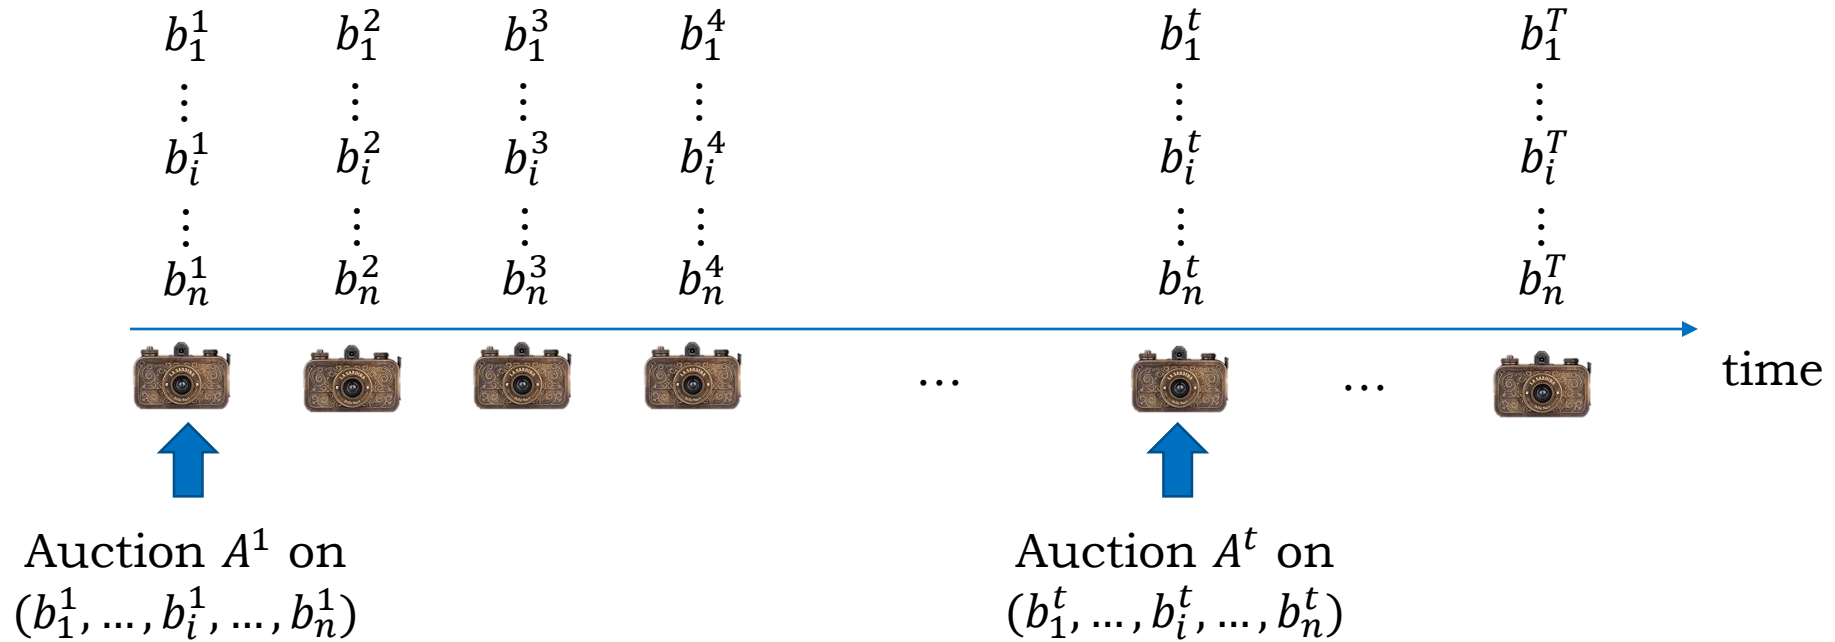 b_1^1 b_1^2 b_1^3 b_1^4 b_1^t b_1^T
⋮ ⋮ ⋮ ⋮ ⋮ ⋮
b_i^1 b_i^2 b_i^3 b_i^4 b_i^t b_i^T
⋮ ⋮ ⋮ ⋮ ⋮ ⋮
b_n^1 b_n^2 b_n^3 b_n^4 b_n^t b_n^T
... ... time
Auction A^1 on
(b_1^1, ... , b_i^1, ... , b_n^1)
Auction A^t on
(b_1^t, ... , b_i^t, ... , b_n^t)